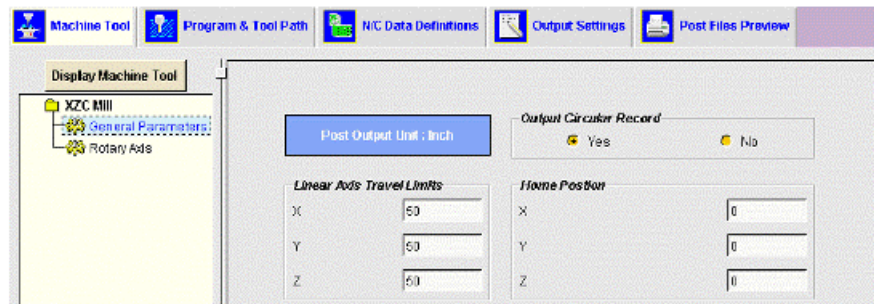 Machine Tool Program & Tool Path N/C Data Definitions Output Settings Post Files Preview
Display Machine Tool
XZC Mill
General Parameters
Rotary Axis
Post Output Unit : Inch
Output Circular Record
Yes No
Linear Axis Travel Limits
X 50
Y 50
Z 50
Home Postion
X 0
Y 0
Z 0